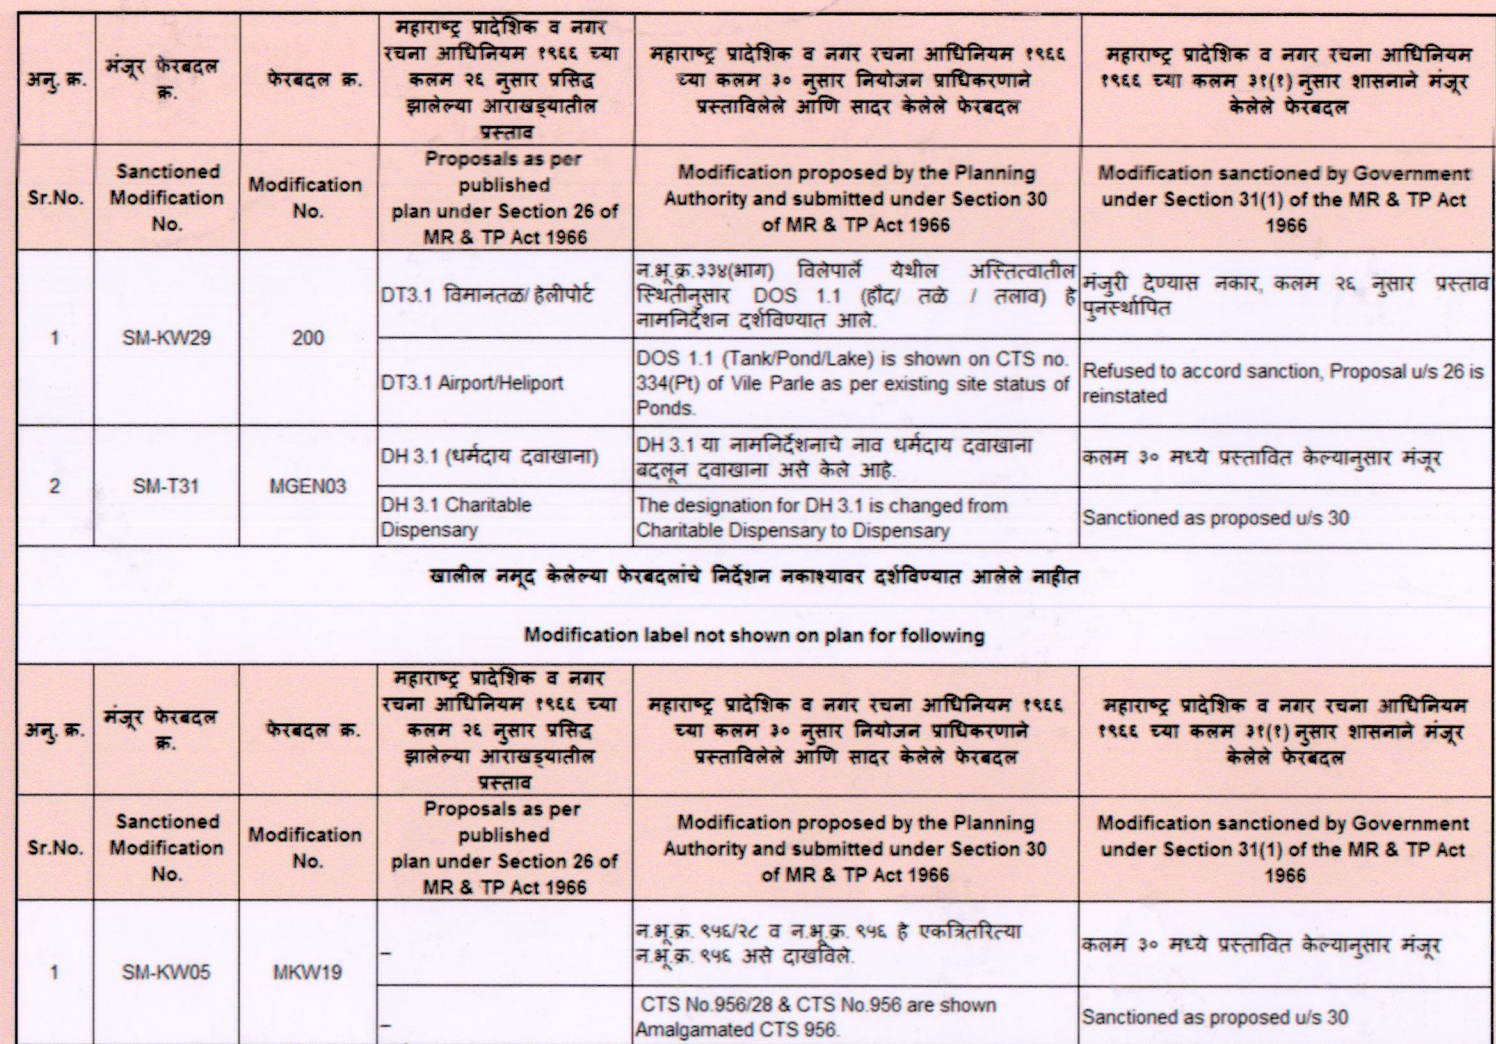 अनु. क्र.
मंजूर फेरबदल
क्र.
फेरबदल क्र.
महाराष्ट्र प्रादेशिक व नगर
रचना आधिनियम १९६६ च्या
कलम २६ नुसार प्रसिद्ध
झालेल्या आराखड्यातील
प्रस्ताव
महाराष्ट्र प्रादेशिक व नगर रचना आधिनियम १९६६
च्या कलम ३० नुसार नियोजन प्राधिकरणाने
प्रस्ताविलेले आणि सादर केलेले फेरबदल
महाराष्ट्र प्रादेशिक व नगर रचना आधिनियम
१९६६ च्या कलम ३१(१) नुसार शासनाने मंजूर
केलेले फेरबदल
Sr.No.
Sanctioned
Modification
No.
Modification
No.
Proposals as per
published
plan under Section 26 of
MR & TP Act 1966
Modification proposed by the Planning
Authority and submitted under Section 30
of MR & TP Act 1966
Modification sanctioned by Government
under Section 31(1) of the MR & TP Act
1966
1
SM-KW29
200
DT3.1 विमानतळ/ हेलीपोर्ट
न.भू.क्र.३३४(भाग) विलेपार्ले येथील अस्तित्वातील
स्थितीनुसार DOS 1.1 (हौद/ तळे / तलाव) हे
नामनिर्देशन दर्शविण्यात आले.
मंजुरी देण्यास नकार, कलम २६ नुसार प्रस्ताव
पुनर्स्थापित
DT3.1 Airport/Heliport
DOS 1.1 (Tank/Pond/Lake) is shown on CTS no.
334(Pt) of Vile Parle as per existing site status of
Ponds.
Refused to accord sanction, Proposal u/s 26 is
reinstated
2
SM-T31
MGEN03
DH 3.1 (धर्मदाय दवाखाना)
DH 3.1 या नामनिर्देशनाचे नाव धर्मदाय दवाखाना
बदलून दवाखाना असे केले आहे.
कलम ३० मध्ये प्रस्तावित केल्यानुसार मंजूर
DH 3.1 Charitable
Dispensary
The designation for DH 3.1 is changed from
Charitable Dispensary to Dispensary
Sanctioned as proposed u/s 30
खालील नमूद केलेल्या फेरबदलांचे निर्देशन नकाश्यावर दर्शविण्यात आलेले नाहीत
Modification label not shown on plan for following
अनु. क्र.
मंजूर फेरबदल
क्र.
फेरबदल क्र.
महाराष्ट्र प्रादेशिक व नगर
रचना आधिनियम १९६६ च्या
कलम २६ नुसार प्रसिद्ध
झालेल्या आराखड्यातील
प्रस्ताव
महाराष्ट्र प्रादेशिक व नगर रचना आधिनियम १९६६
च्या कलम ३० नुसार नियोजन प्राधिकरणाने
प्रस्ताविलेले आणि सादर केलेले फेरबदल
महाराष्ट्र प्रादेशिक व नगर रचना आधिनियम
१९६६ च्या कलम ३१(१) नुसार शासनाने मंजूर
केलेले फेरबदल
Sr.No.
Sanctioned
Modification
No.
Modification
No.
Proposals as per
published
plan under Section 26 of
MR & TP Act 1966
Modification proposed by the Planning
Authority and submitted under Section 30
of MR & TP Act 1966
Modification sanctioned by Government
under Section 31(1) of the MR & TP Act
1966
1
SM-KW05
MKW19
–
न.भू.क्र. ९५६/२८ व न.भू.क्र. ९५६ हे एकत्रितरित्या
न.भू.क्र. ९५६ असे दाखविले.
कलम ३० मध्ये प्रस्तावित केल्यानुसार मंजूर
–
CTS No.956/28 & CTS No.956 are shown
Amalgamated CTS 956.
Sanctioned as proposed u/s 30